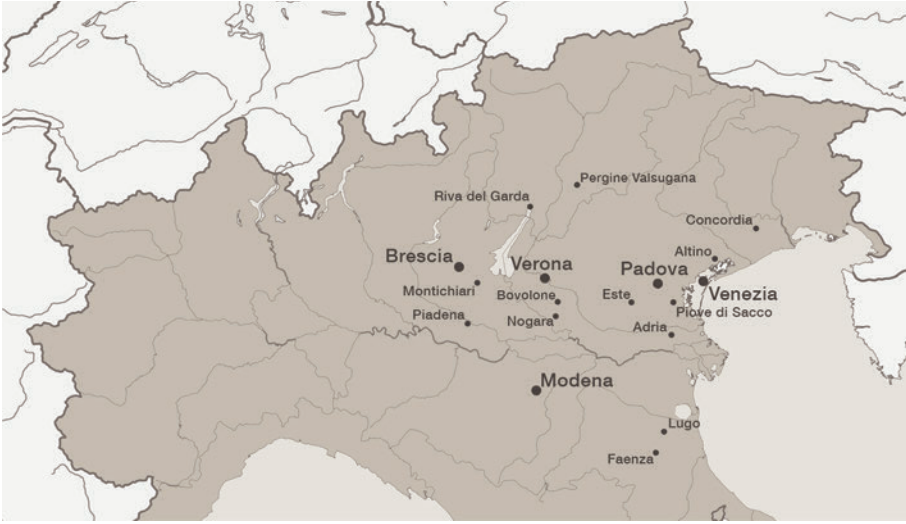 Pergine Valsugana
Riva del Garda
Concordia
Altino
Brescia
Verona
Padova
Venezia
Montichiari
Bovolone
Este
Piove di Sacco
Piadena
Nogara
Adria
Modena
Lugo
Faenza